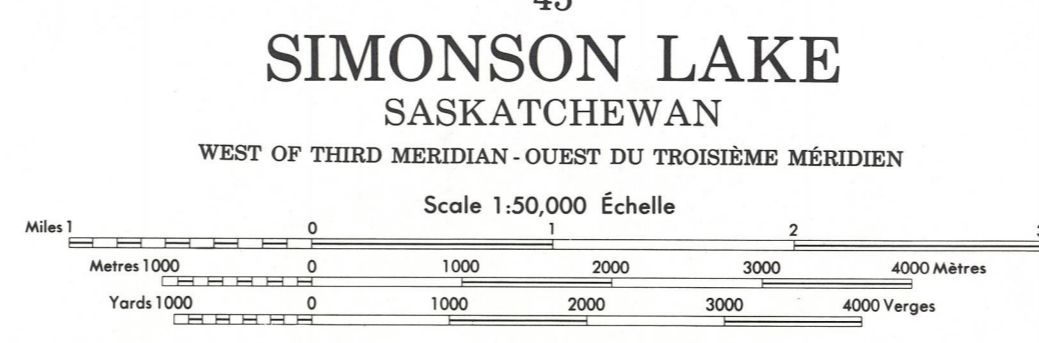 SIMONSON LAKE
SASKATCHEWAN
WEST OF THIRD MERIDIAN - OUEST DU TROISIÈME MÉRIDIEN
Scale 1:50,000 Échelle
Miles 1 0 1 2
Metres 1000 0 1000 2000 3000 4000 Mètres
Yards 1000 0 1000 2000 3000 4000 Verges